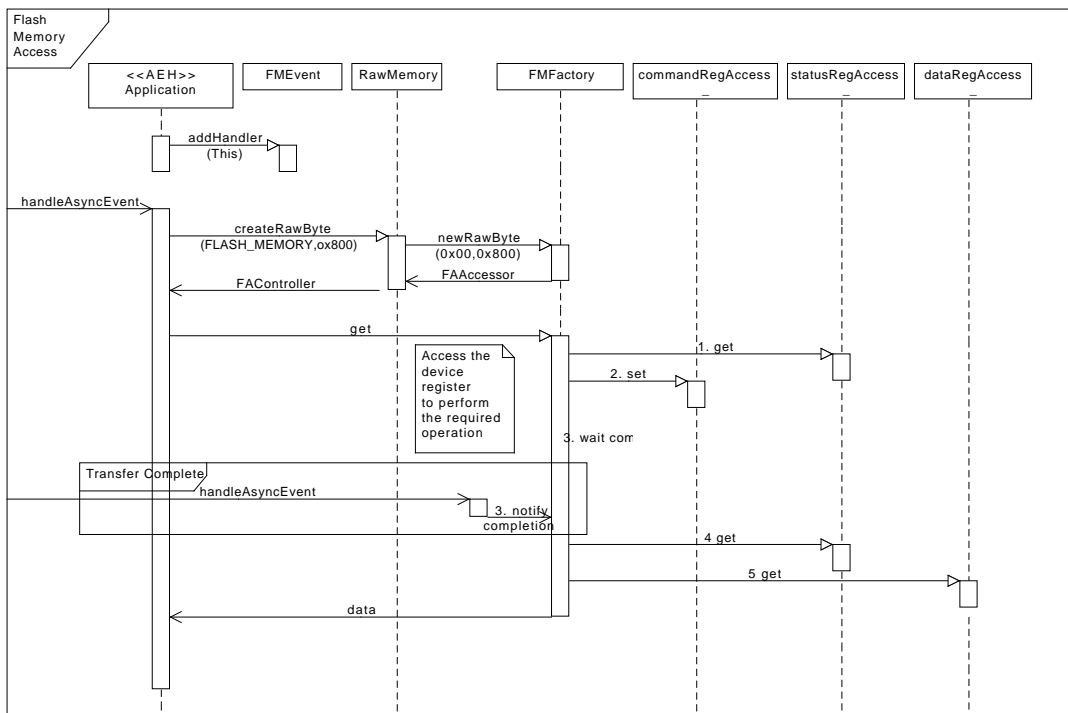 Flash
Memory
Access
<<AEH>>
Application
FMEvent
RawMemory
FMFactory
commandRegAccess
_
statusRegAccess
_
dataRegAccess
_
addHandler
(This)
handleAsyncEvent
createRawByte
(FLASH_MEMORY,ox800)
newRawByte
(0x00,0x800)
FAAccessor
FAController
get
Access the
device
register
to perform
the required
operation
1. get
2. set
3. wait com
Transfer Complete
handleAsyncEvent
3. notify
completion
4 get
5 get
data